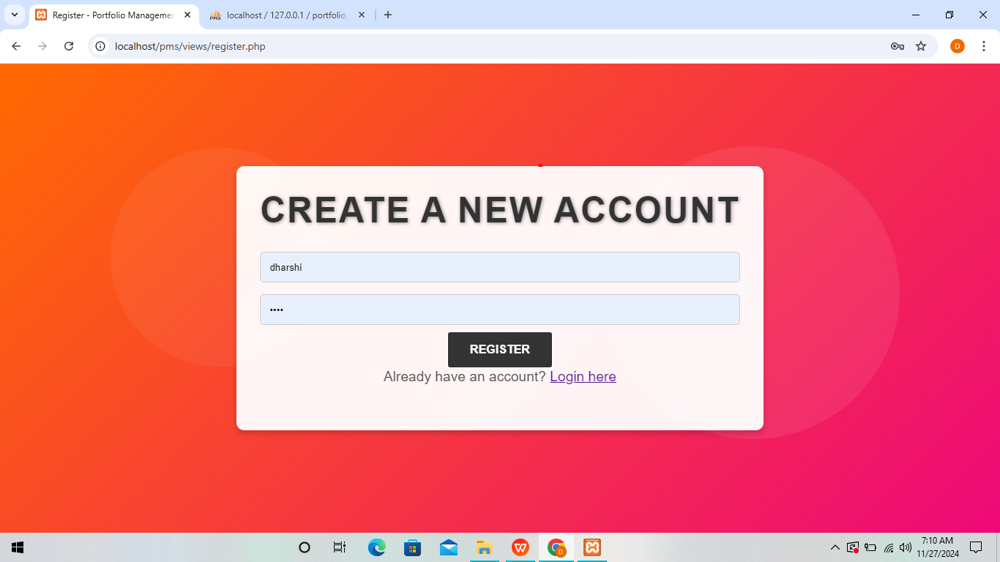 Register - Portfolio Managemen
localhost / 127.0.0.1 / portfolio_
localhost/pms/views/register.php
D
CREATE A NEW ACCOUNT
dharshi
••••
REGISTER
Already have an account? Login here
7:10 AM
11/27/2024